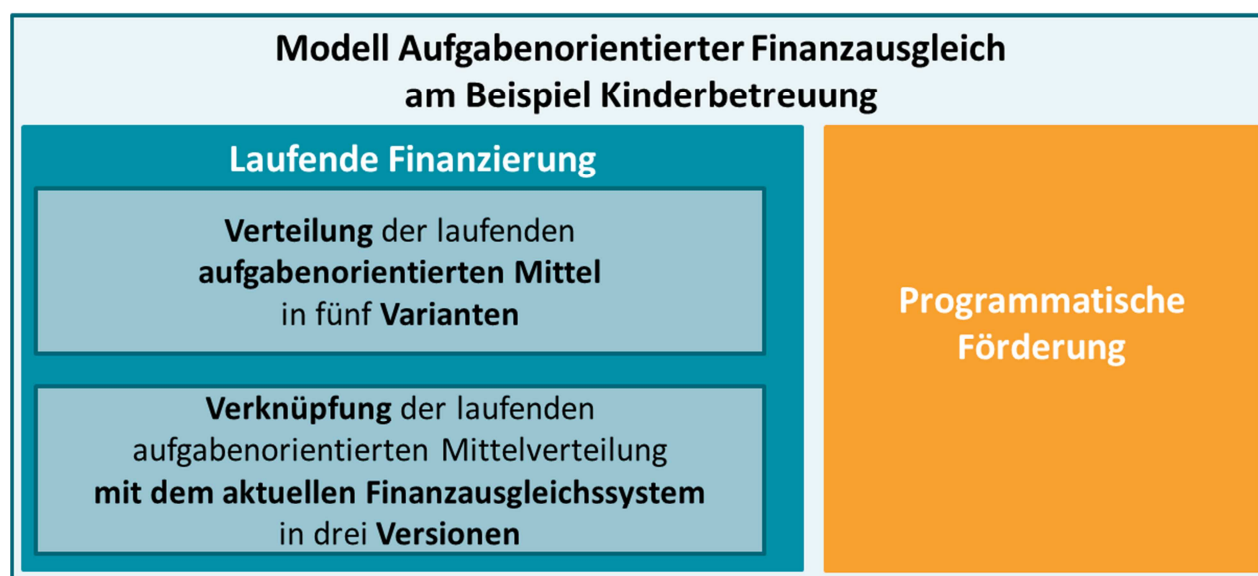 Modell Aufgabenorientierter Finanzausgleich
am Beispiel Kinderbetreuung
Laufende Finanzierung
Verteilung der laufenden
aufgabenorientierten Mittel
in fünf Varianten
Verknüpfung der laufenden
aufgabenorientierten Mittelverteilung
mit dem aktuellen Finanzausgleichssystem
in drei Versionen
Programmatische
Förderung